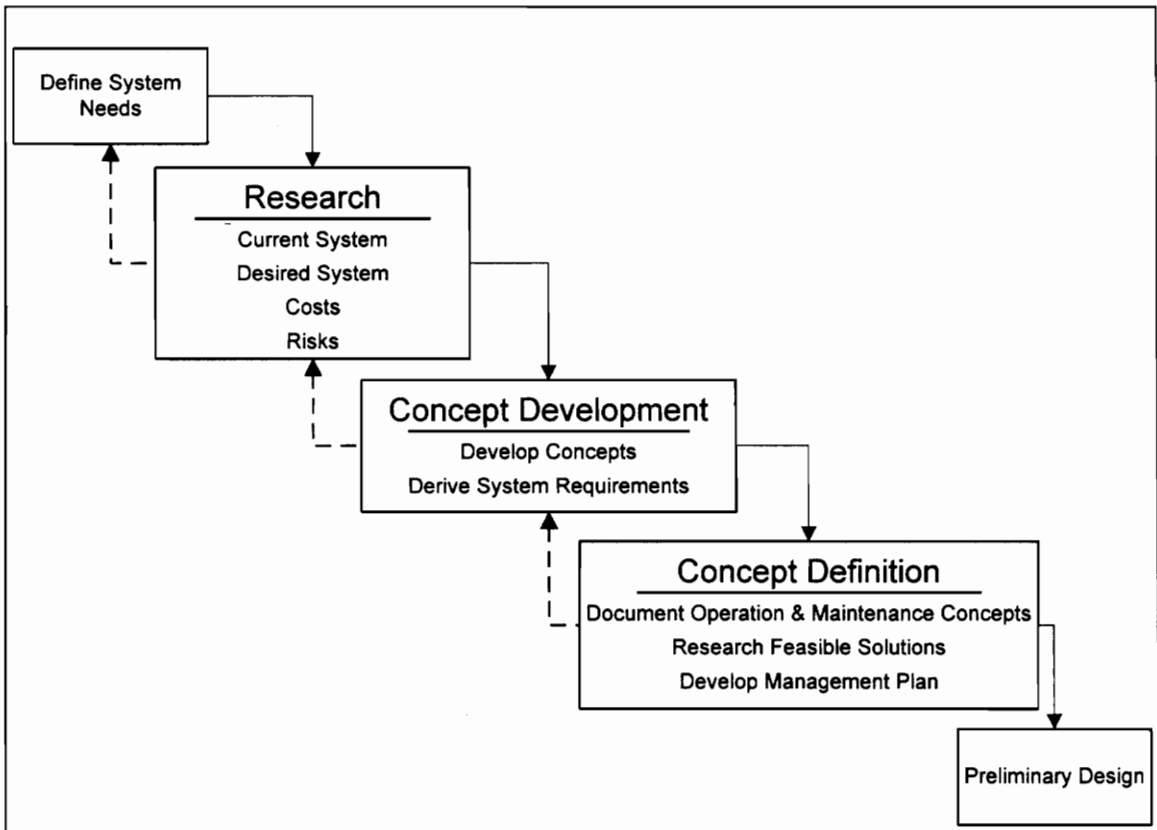 Define System
Needs
Research
Current System
Desired System
Costs
Risks
Concept Development
Develop Concepts
Derive System Requirements
Concept Definition
Document Operation & Maintenance Concepts
Research Feasible Solutions
Develop Management Plan
Preliminary Design